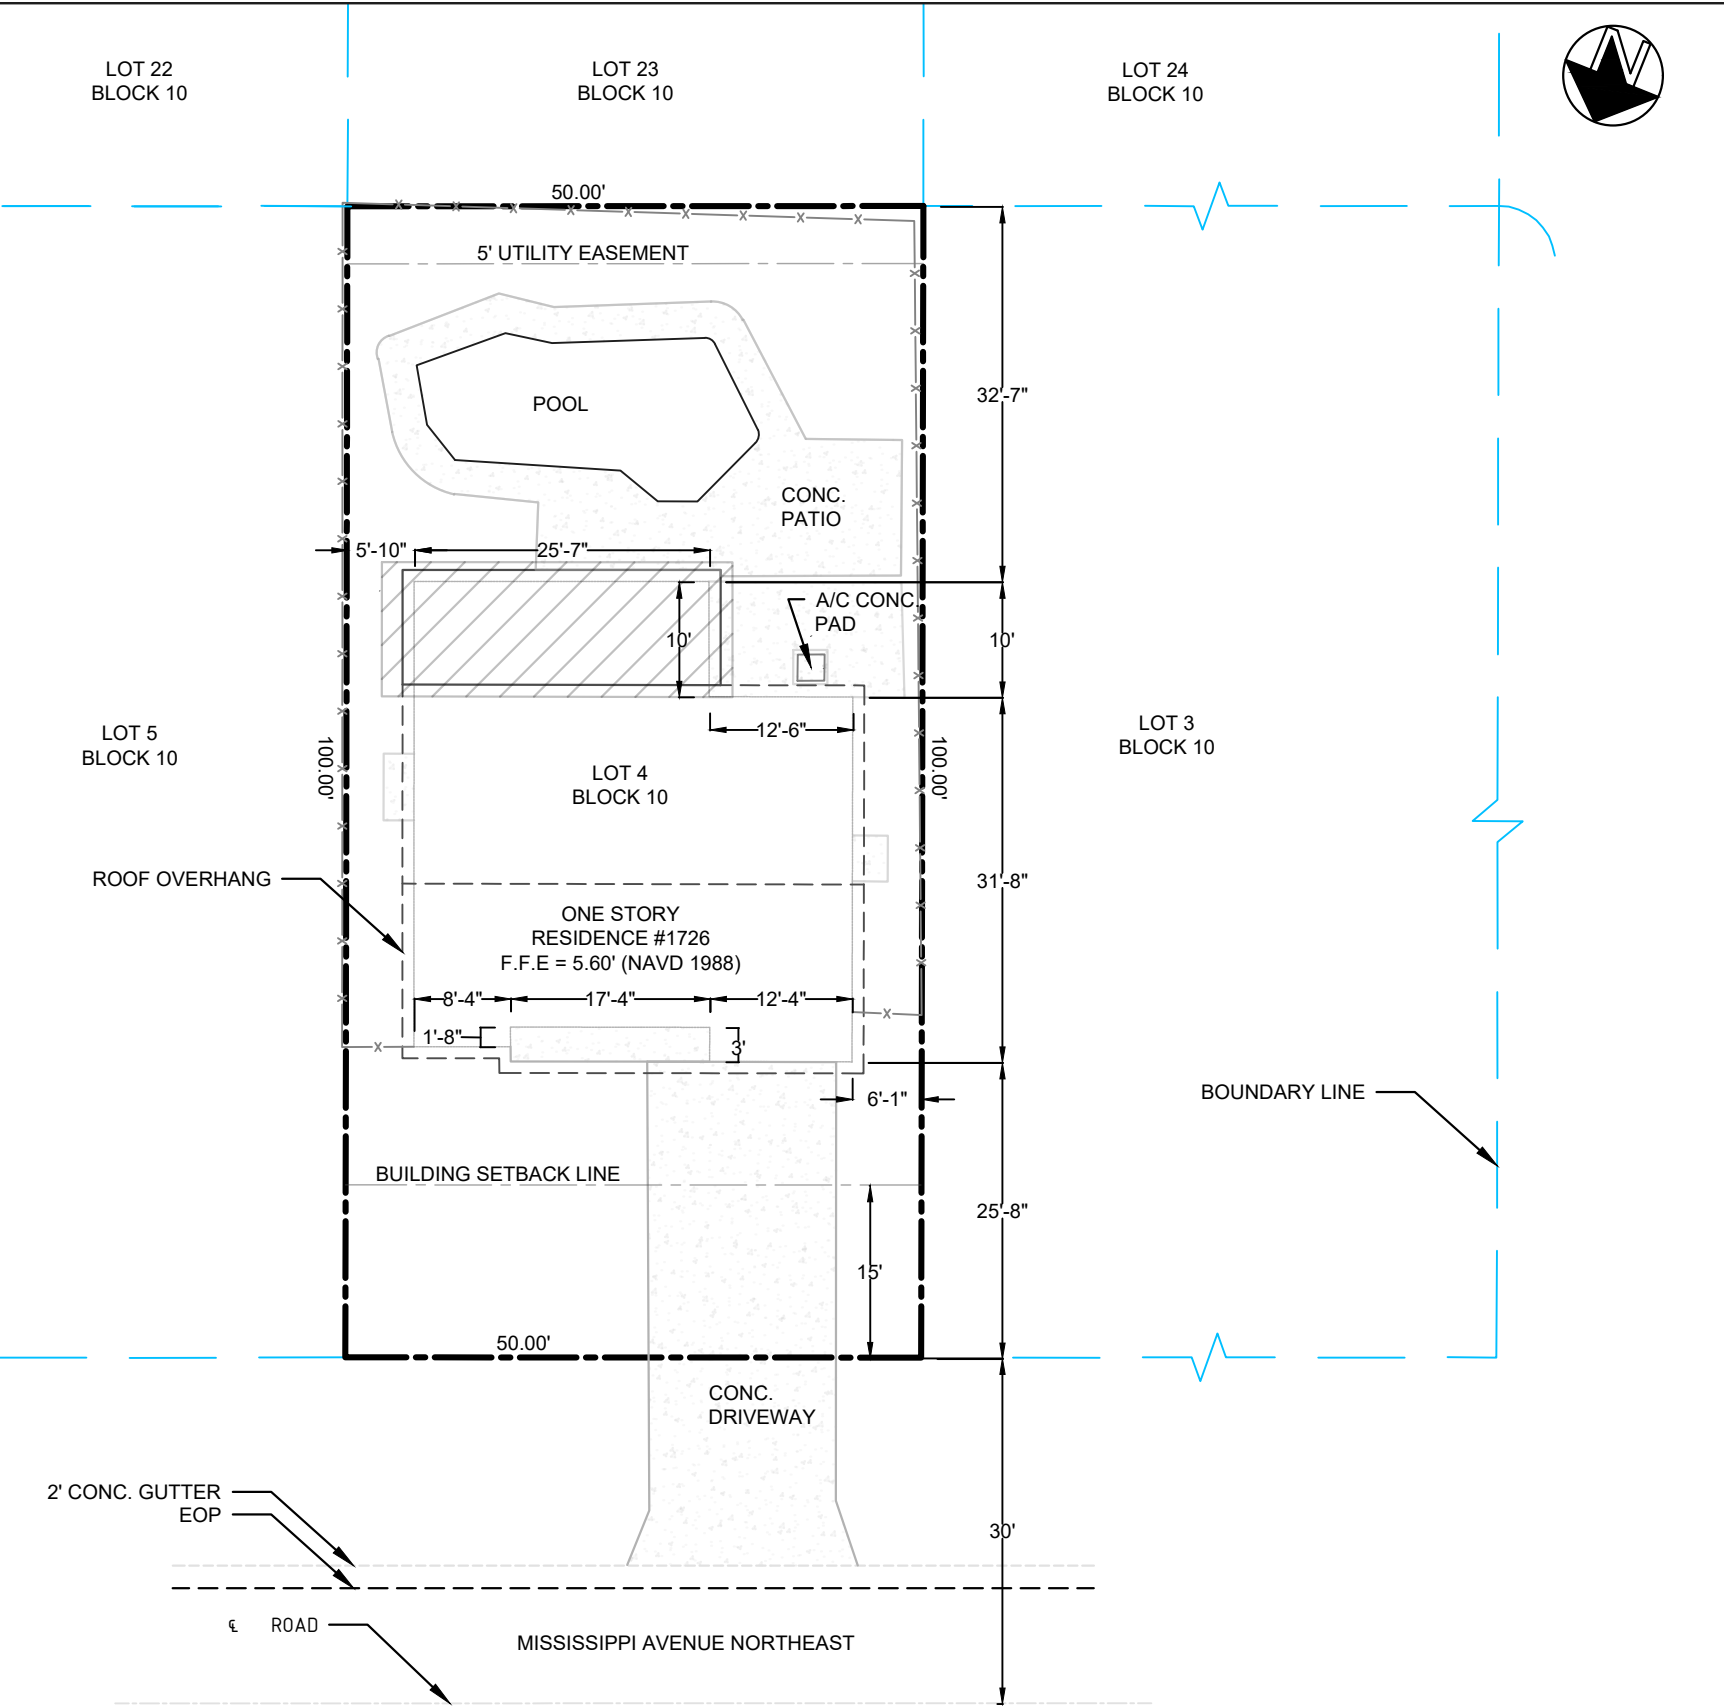 LOT 22
BLOCK 10
LOT 23
BLOCK 10
LOT 24
BLOCK 10
N
50.00'
5' UTILITY EASEMENT
32'-7"
POOL
CONC.
PATIO
5'-10"
25'-7"
A/C CONC.
PAD
10'
10'
12'-6"
LOT 5
BLOCK 10
100.00'
LOT 4
BLOCK 10
100.00'
LOT 3
BLOCK 10
ROOF OVERHANG
31'-8"
ONE STORY
RESIDENCE #1726
F.F.E = 5.60' (NAVD 1988)
8'-4"
17'-4"
12'-4"
1'-8"
3'
6'-1"
BOUNDARY LINE
BUILDING SETBACK LINE
25'-8"
15'
50.00'
CONC.
DRIVEWAY
2' CONC. GUTTER
EOP
30'
℄ ROAD
MISSISSIPPI AVENUE NORTHEAST